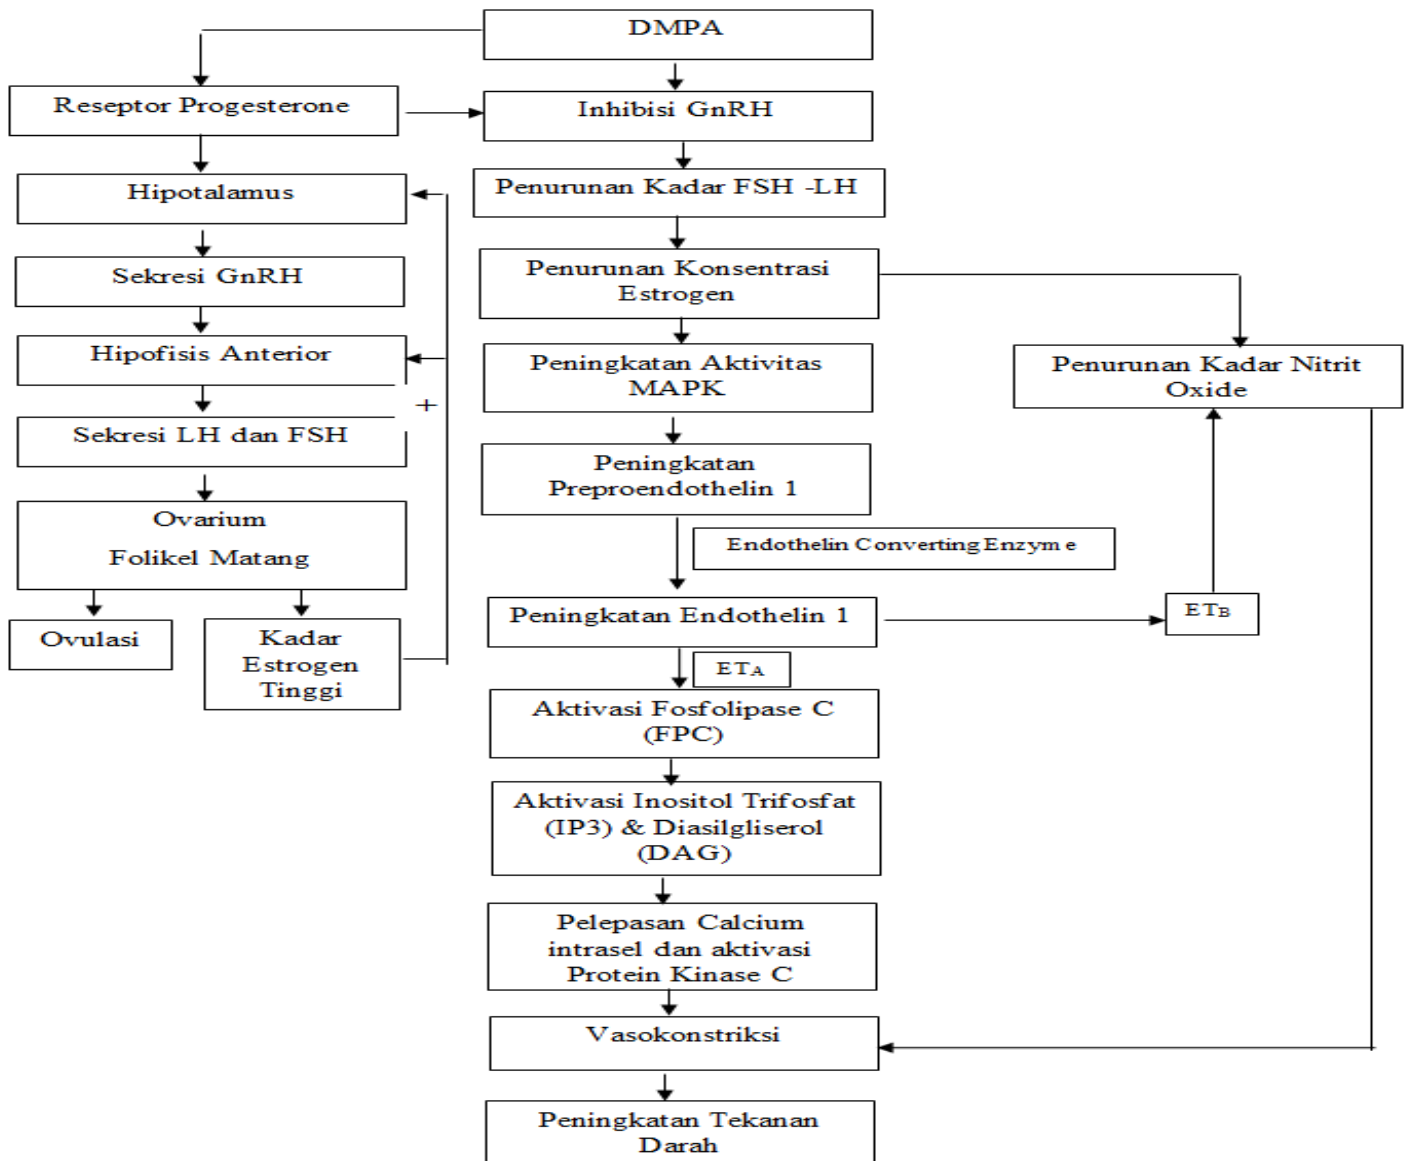 DMPA
Reseptor Progesterone
Inhibisi GnRH
Hipotalamus
Penurunan Kadar FSH -LH
Sekresi GnRH
Penurunan Konsentrasi
Estrogen
Hipofisis Anterior
Peningkatan Aktivitas
MAPK
Penurunan Kadar Nitrit
Oxide
+
Sekresi LH dan FSH
Peningkatan
Preproendothelin 1
Ovarium
Folikel Matang
Endothelin Converting Enzyme
Ovulasi
Kadar
Estrogen
Tinggi
Peningkatan Endothelin 1
ETB
ETA
Aktivasi Fosfolipase C
(FPC)
Aktivasi Inositol Trifosfat
(IP3) & Diasilgliserol
(DAG)
Pelepasan Calcium
intrasel dan aktivasi
Protein Kinase C
Vasokonstriksi
Peningkatan Tekanan
Darah